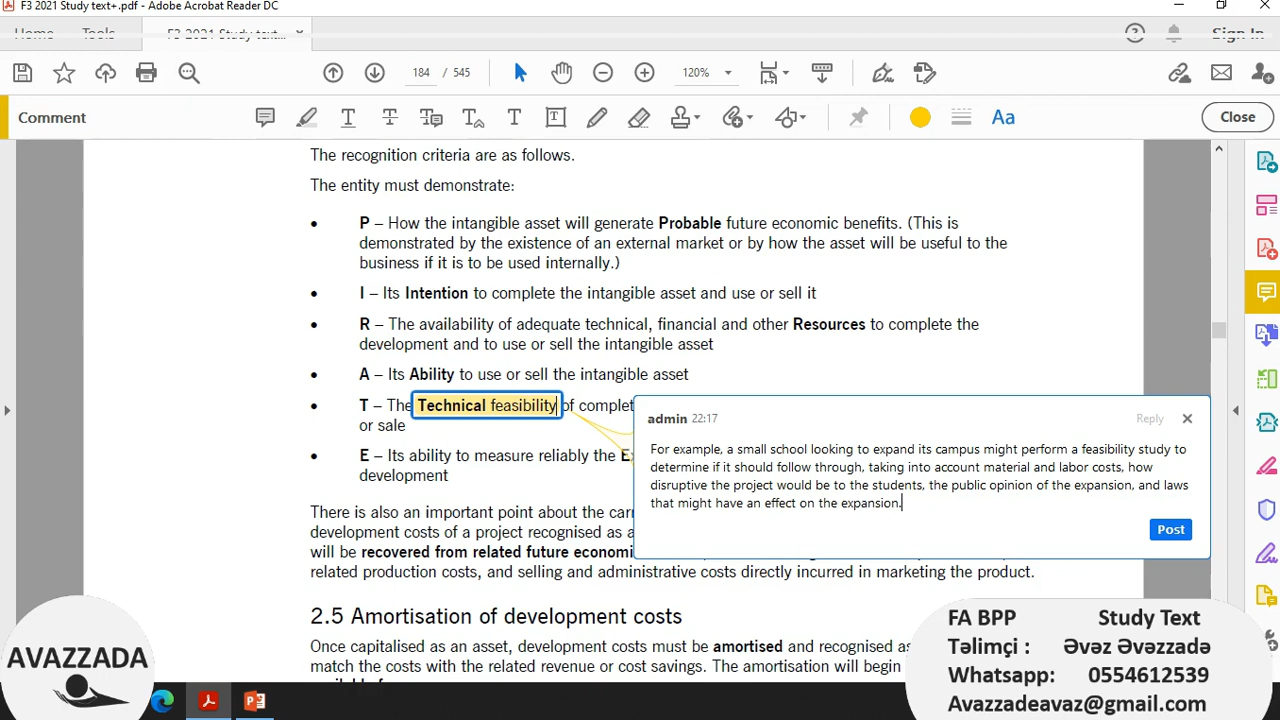 F3 2021 Study text+.pdf - Adobe Acrobat Reader DC
Home Tools F3 2021 Study text... × Sign In
184 / 545 120%
Comment T T T T T Aa Close
The recognition criteria are as follows.
The entity must demonstrate:
• P – How the intangible asset will generate Probable future economic benefits. (This is
demonstrated by the existence of an external market or by how the asset will be useful to the
business if it is to be used internally.)
• I – Its Intention to complete the intangible asset and use or sell it
• R – The availability of adequate technical, financial and other Resources to complete the
development and to use or sell the intangible asset
• A – Its Ability to use or sell the intangible asset
• T – The Technical feasibility of complet
or sale
• E – Its ability to measure reliably the E
development
admin 22:17 Reply ×
For example, a small school looking to expand its campus might perform a feasibility study to
determine if it should follow through, taking into account material and labor costs, how
disruptive the project would be to the students, the public opinion of the expansion, and laws
that might have an effect on the expansion.
Post
There is also an important point about the carr
development costs of a project recognised as a
will be recovered from related future economi
related production costs, and selling and administrative costs directly incurred in marketing the product.
2.5 Amortisation of development costs
Once capitalised as an asset, development costs must be amortised and recognised as
match the costs with the related revenue or cost savings. The amortisation will begin
AVAZZADA
FA BPP Study Text
Təlimçi : Əvəz Əvəzzadə
Whatsapp: 0554612539
Avazzadeavaz@gmail.com